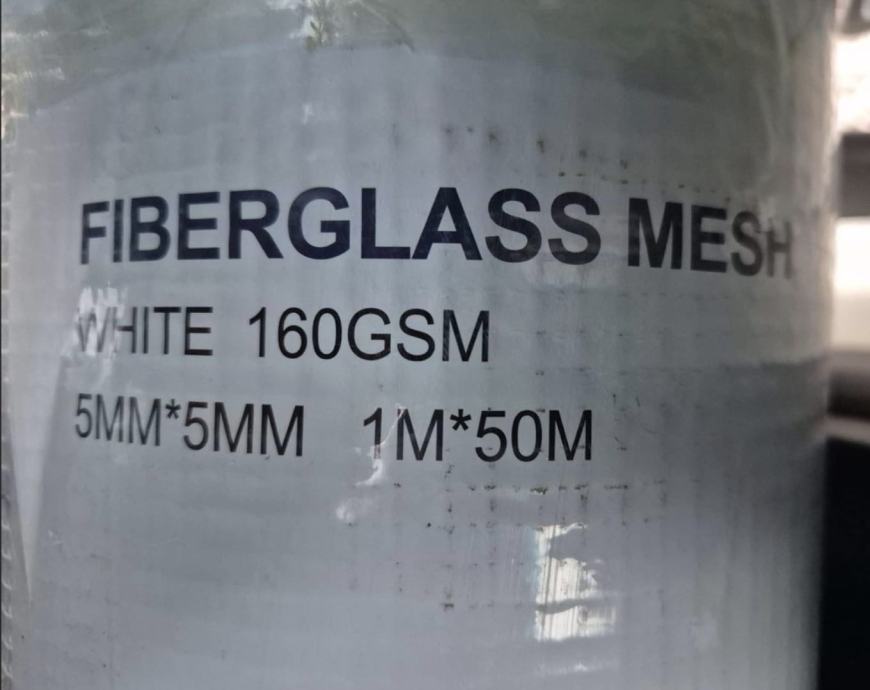 FIBERGLASS MESH
WHITE 160GSM
5MM*5MM 1M*50M